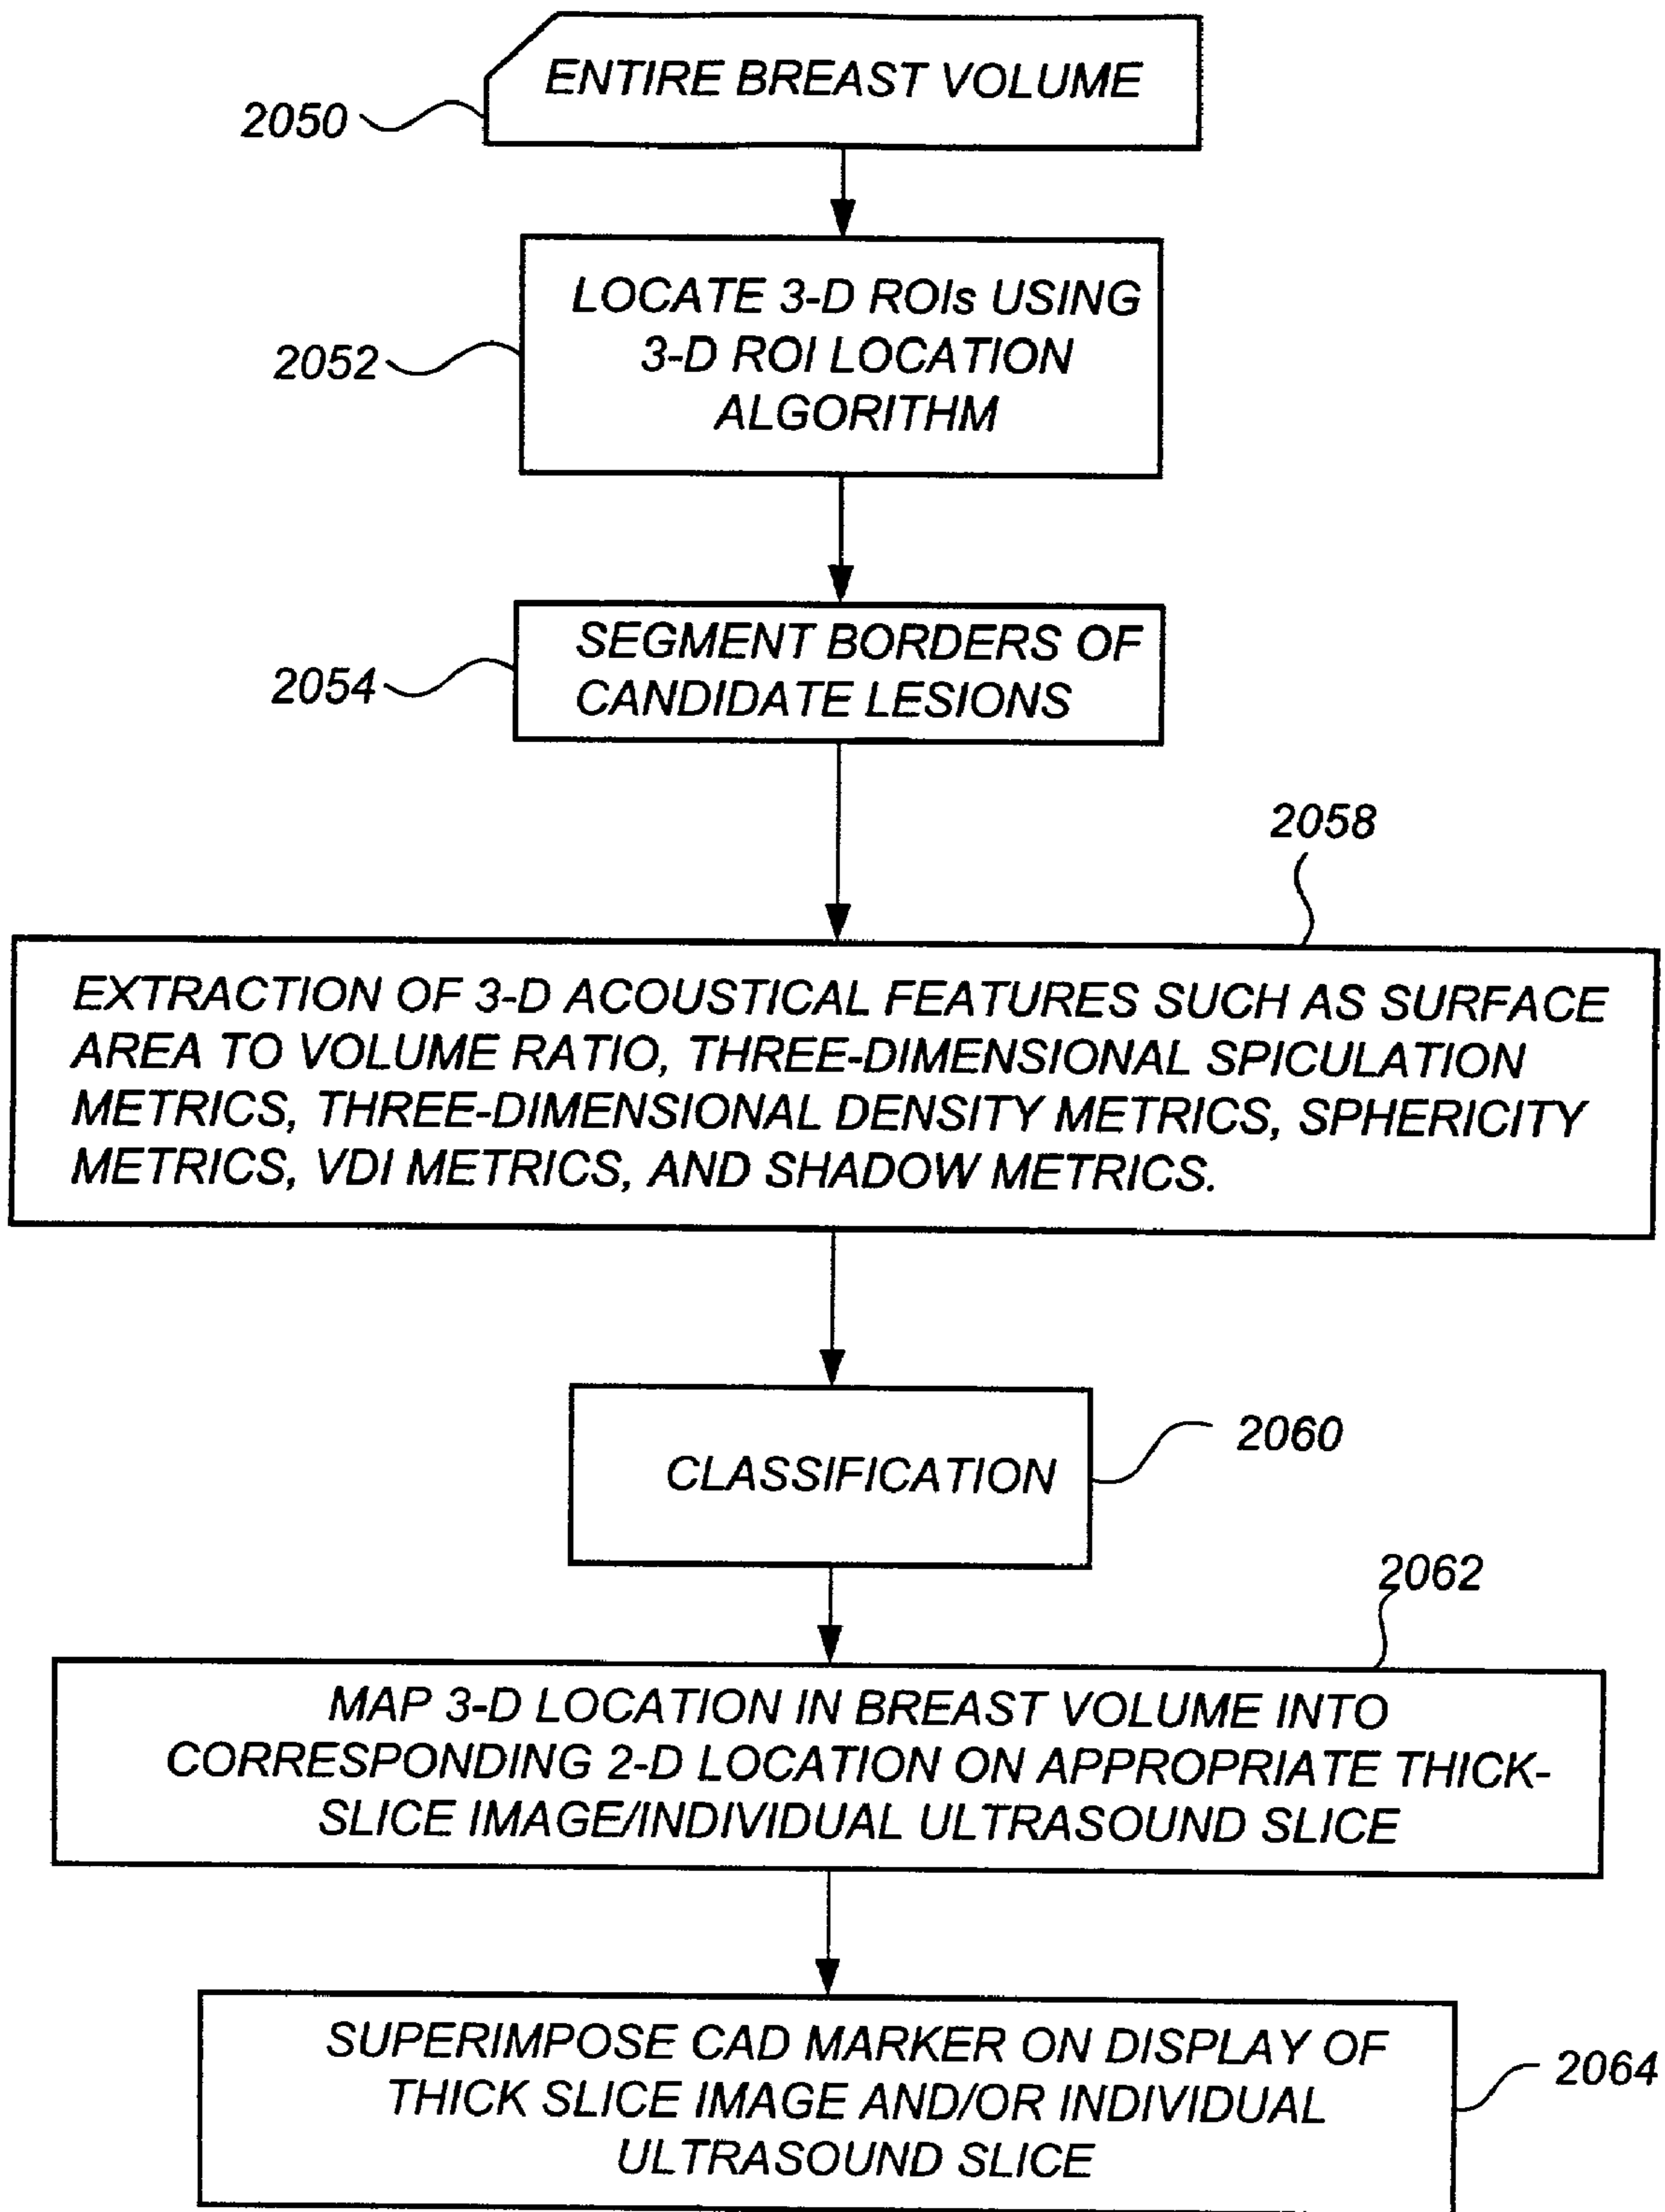 ENTIRE BREAST VOLUME
2050
LOCATE 3-D ROIs USING
3-D ROI LOCATION
ALGORITHM
2052
SEGMENT BORDERS OF
CANDIDATE LESIONS
2054
2058
EXTRACTION OF 3-D ACOUSTICAL FEATURES SUCH AS SURFACE
AREA TO VOLUME RATIO, THREE-DIMENSIONAL SPICULATION
METRICS, THREE-DIMENSIONAL DENSITY METRICS, SPHERICITY
METRICS, VDI METRICS, AND SHADOW METRICS.
CLASSIFICATION
2060
2062
MAP 3-D LOCATION IN BREAST VOLUME INTO
CORRESPONDING 2-D LOCATION ON APPROPRIATE THICK-
SLICE IMAGE/INDIVIDUAL ULTRASOUND SLICE
SUPERIMPOSE CAD MARKER ON DISPLAY OF
THICK SLICE IMAGE AND/OR INDIVIDUAL
ULTRASOUND SLICE
2064